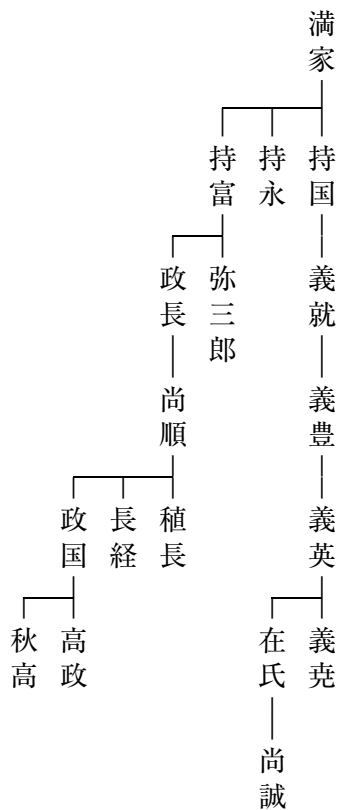 満家
持国
持永
持富
義就
弥三郎
政長
義豊
尚順
義英
稙長
長経
政国
義堯
在氏
高政
秋高
尚誠